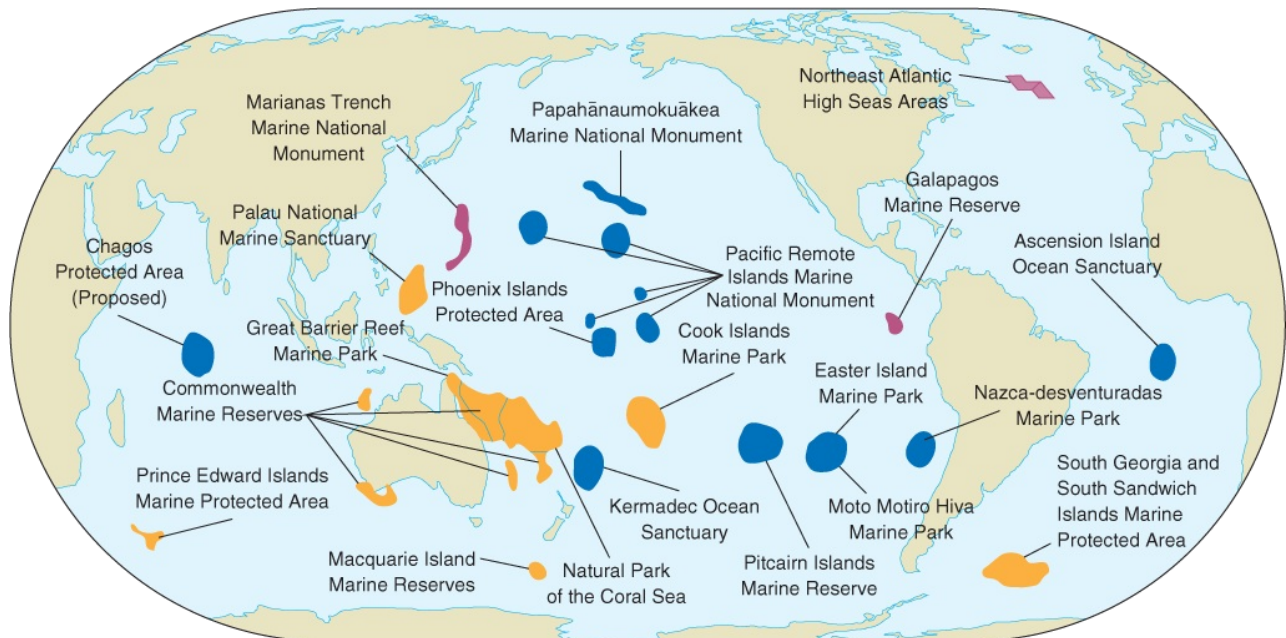 Northeast Atlantic
High Seas Areas
Marianas Trench
Marine National
Monument
Papahānaumokuākea
Marine National Monument
Galapagos
Marine Reserve
Palau National
Marine Sanctuary
Chagos
Protected Area
(Proposed)
Ascension Island
Ocean Sanctuary
Pacific Remote
Islands Marine
National Monument
Phoenix Islands
Protected Area
Great Barrier Reef
Marine Park
Cook Islands
Marine Park
Easter Island
Marine Park
Nazca-desventuradas
Marine Park
Commonwealth
Marine Reserves
Prince Edward Islands
Marine Protected Area
South Georgia and
South Sandwich
Islands Marine
Protected Area
Kermadec Ocean
Sanctuary
Moto Motiro Hiva
Marine Park
Macquarie Island
Marine Reserves
Natural Park
of the Coral Sea
Pitcairn Islands
Marine Reserve